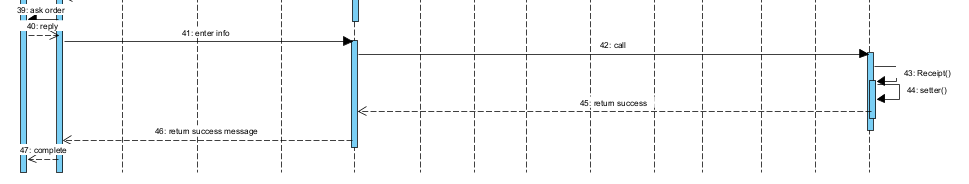 39: ask order
40: reply
41: enter info
42: call
43: Receipt()
44: setter()
45: return success
46: return success message
47: complete